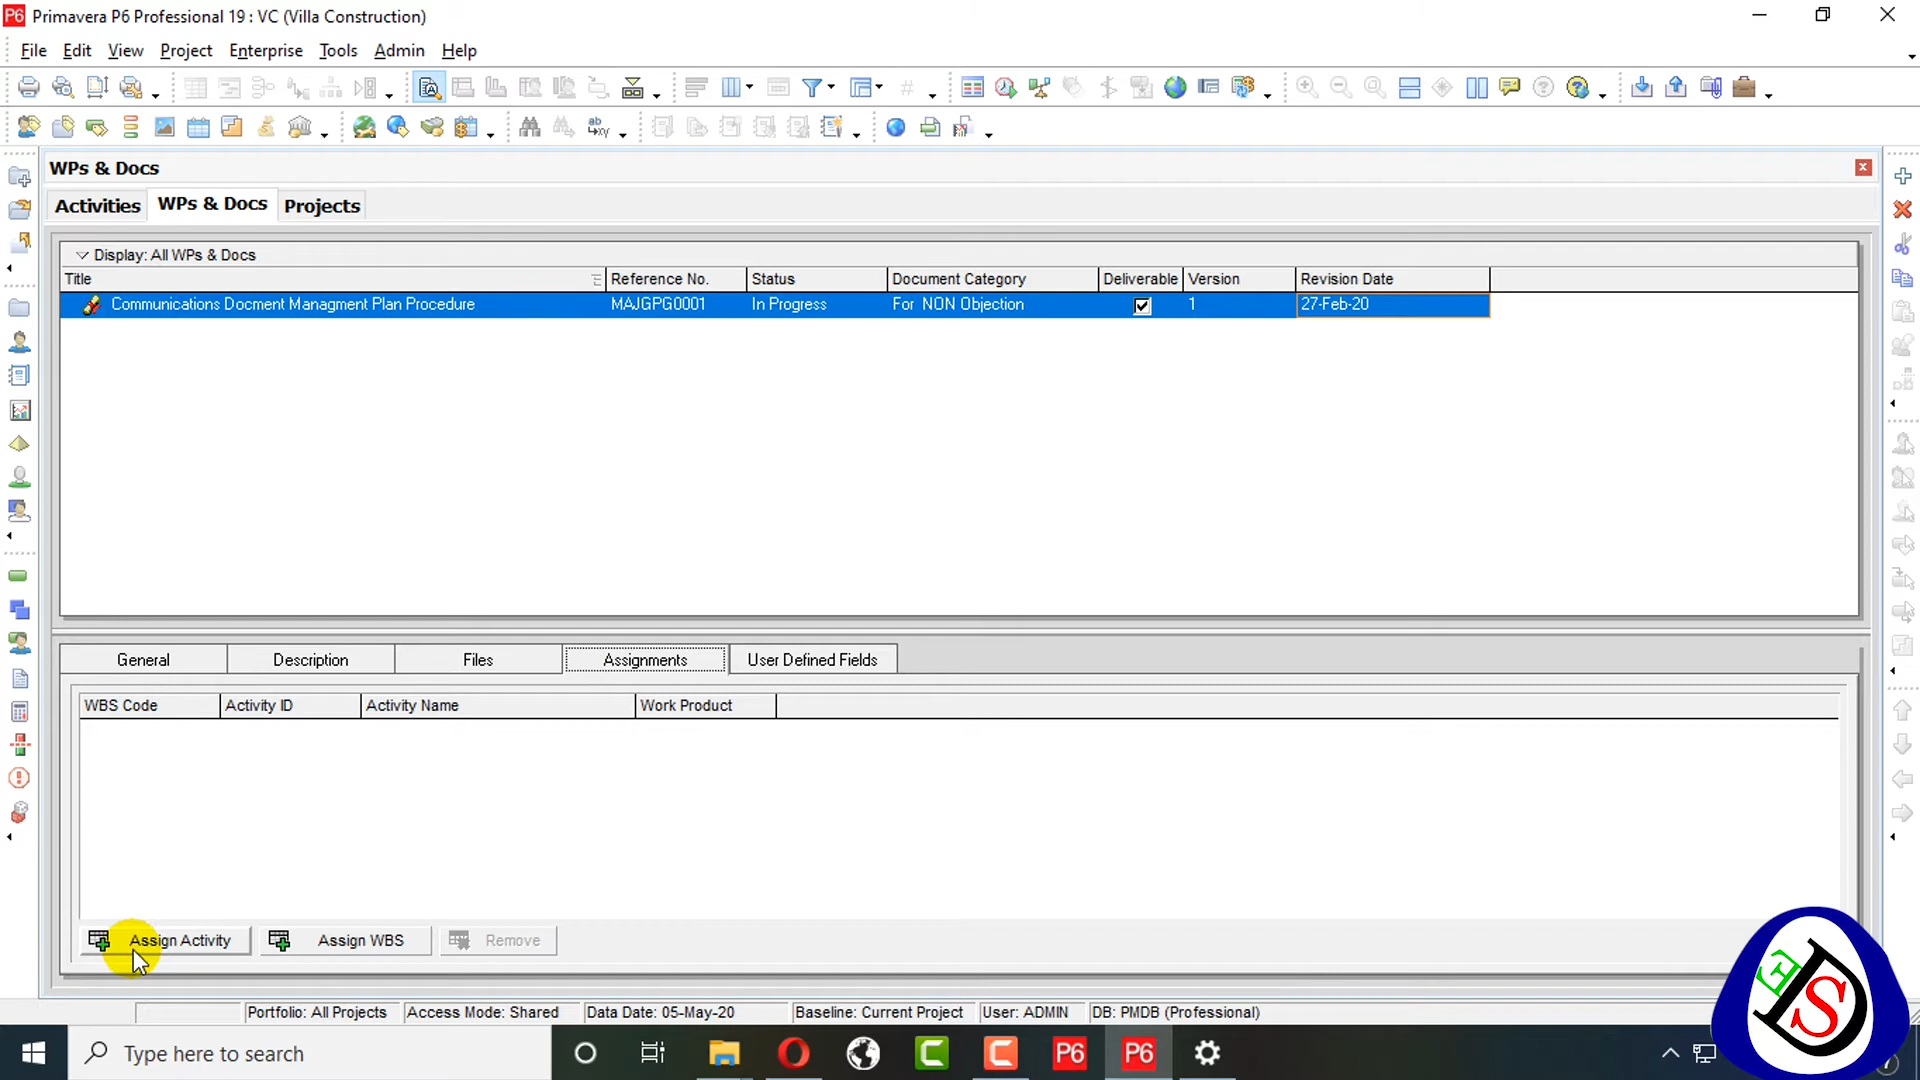 P6 Primavera P6 Professional 19 : VC (Villa Construction)
File Edit View Project Enterprise Tools Admin Help
WPs & Docs
Activities WPs & Docs Projects
Display: All WPs & Docs
Title Reference No. Status Document Category Deliverable Version Revision Date
Communications Docment Managment Plan Procedure MAJGPG0001 In Progress For NON Objection 1 27-Feb-20
General Description Files Assignments User Defined Fields
WBS Code Activity ID Activity Name Work Product
Assign Activity Assign WBS Remove
Portfolio: All Projects Access Mode: Shared Data Date: 05-May-20 Baseline: Current Project User: ADMIN DB: PMDB (Professional)
Type here to search P6 P6